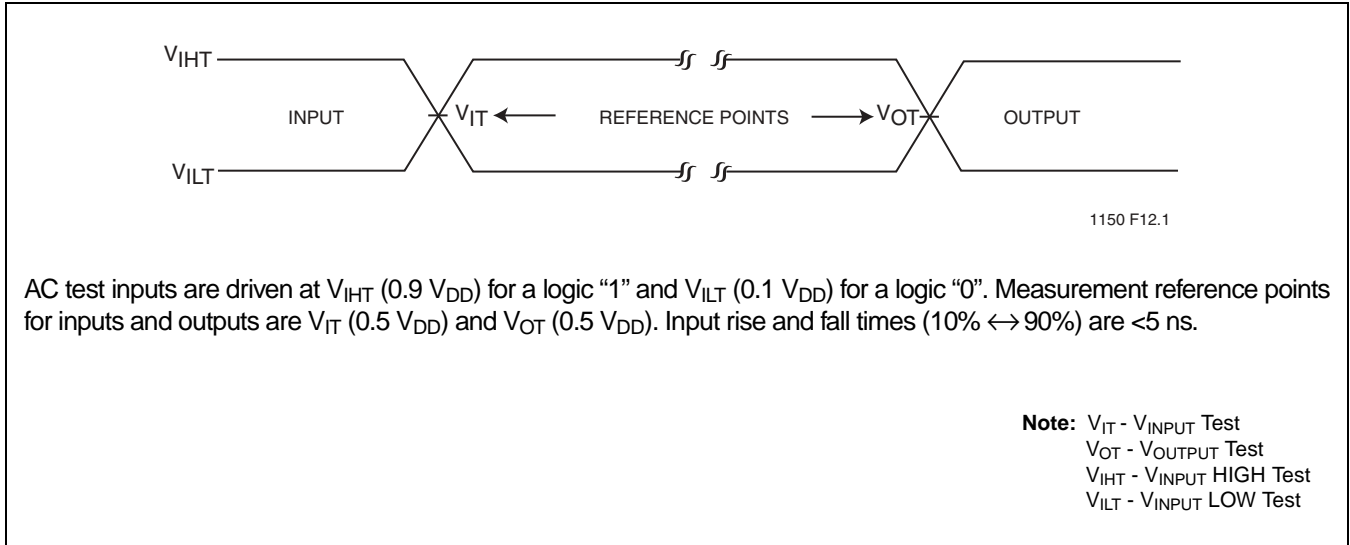 VIHT
INPUT VIT REFERENCE POINTS VOT OUTPUT
VILT
1150 F12.1
AC test inputs are driven at VIHT (0.9 VDD) for a logic “1” and VILT (0.1 VDD) for a logic “0”. Measurement reference points
for inputs and outputs are VIT (0.5 VDD) and VOT (0.5 VDD). Input rise and fall times (10% ↔ 90%) are <5 ns.
Note: VIT - VINPUT Test
VOT - VOUTPUT Test
VIHT - VINPUT HIGH Test
VILT - VINPUT LOW Test